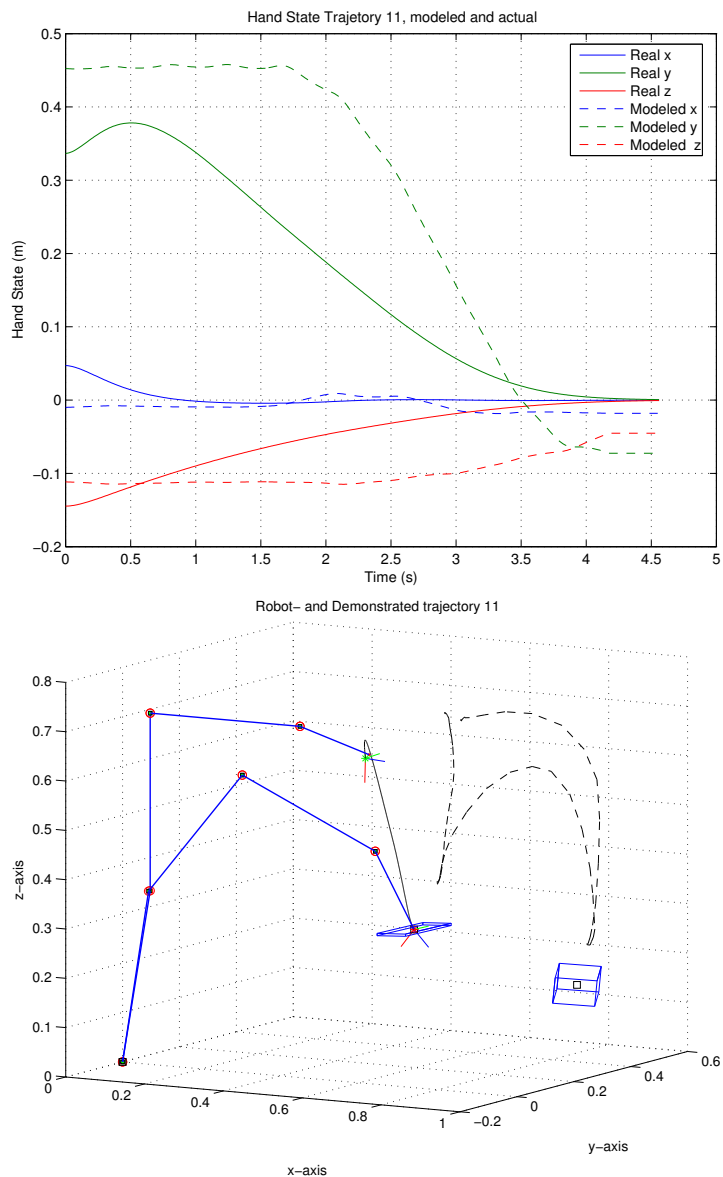 Hand State Trajetory 11, modeled and actual
0.5
0.4
0.3
0.2
0.1
0
−0.1
−0.2
Hand State (m)
Real x
Real y
Real z
Modeled x
Modeled y
Modeled z
0 0.5 1 1.5 2 2.5 3 3.5 4 4.5 5
Time (s)
Robot− and Demonstrated trajectory 11
0.8
0.7
0.6
0.5
0.4
0.3
0.2
0.1
0
z−axis
0 0.2 0.4 0.6 0.8 1
x−axis
−0.2 0 0.2 0.4 0.6
y−axis